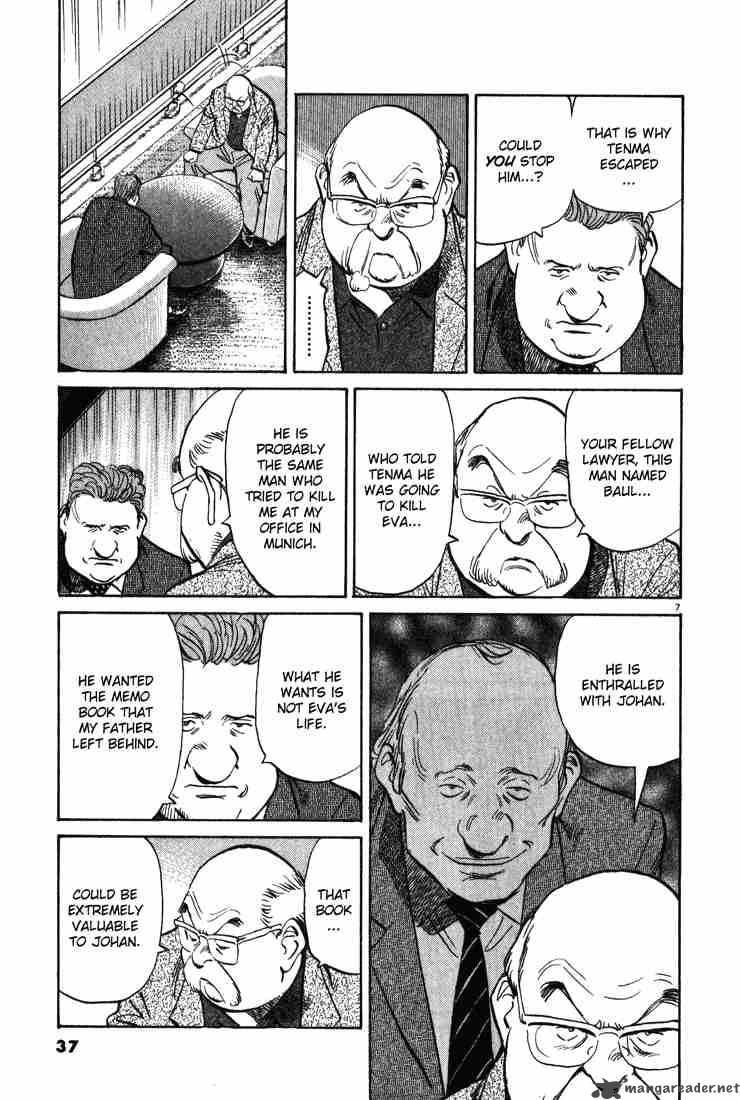 THAT IS WHY
TENMA
ESCAPED
...
COULD
YOU STOP
HIM...?
.........
YOUR FELLOW
LAWYER, THIS
MAN NAMED
BAUL...
WHO TOLD
TENMA HE
WAS GOING
TO KILL
EVA...
HE IS
PROBABLY
THE SAME
MAN WHO
TRIED TO KILL
ME AT MY
OFFICE IN
MUNICH.
7
HE IS
ENTHRALLED
WITH JOHAN.
WHAT HE
WANTS IS
NOT EVA'S
LIFE.
HE WANTED
THE MEMO
BOOK THAT
MY FATHER
LEFT BEHIND.
THAT
BOOK
...
COULD BE
EXTREMELY
VALUABLE
TO JOHAN.
37
mangareader.net